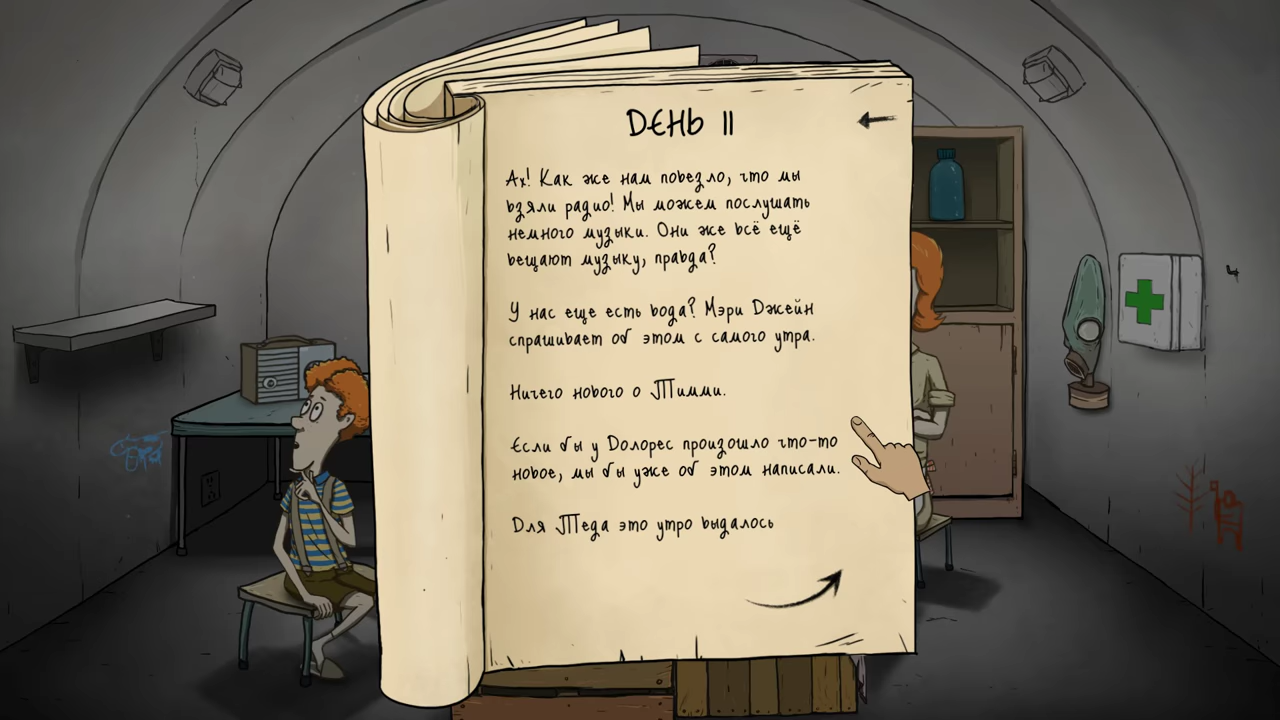 ДЕНЬ 11
Ах! Как же нам повезло, что мы
взяли радио! Мы можем послушать
немного музыки. Они же всё ещё
вещают музыку, правда?
У нас еще есть вода? Мэри Джейн
спрашивает об этом с самого утра.
Ничего нового о Тимми.
Если бы у Долорес произошло что-то
новое, мы бы уже об этом написали.
Для Теда это утро выдалось